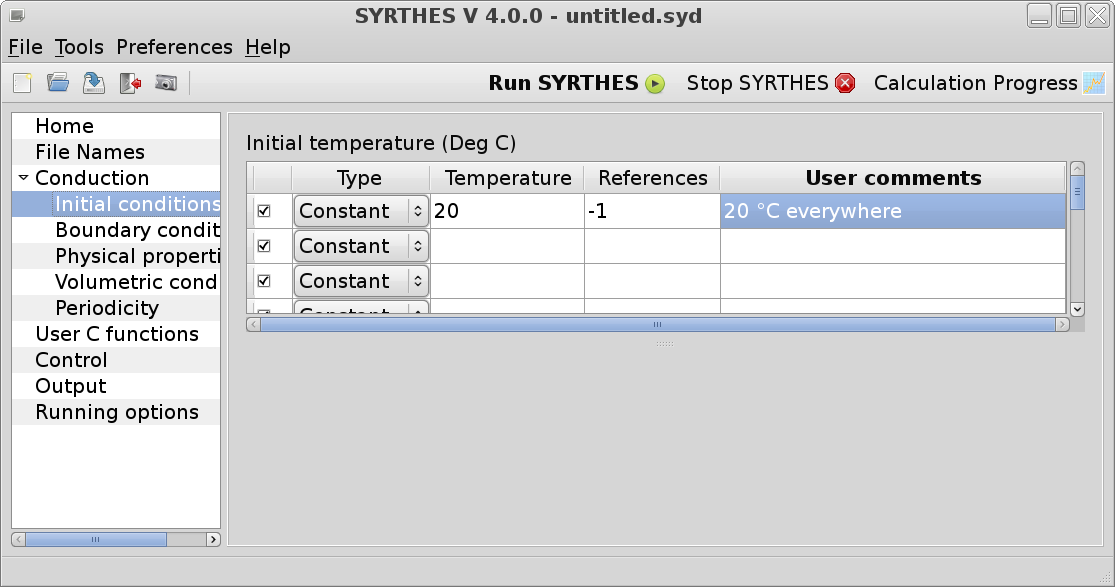 SYRTHES V 4.0.0 - untitled.syd
File Tools Preferences Help
Run SYRTHES Stop SYRTHES Calculation Progress
Home
File Names
Conduction
Initial conditions
Boundary condit
Physical properti
Volumetric cond
Periodicity
User C functions
Control
Output
Running options
Initial temperature (Deg C)
Type Temperature References User comments
Constant 20 -1 20 °C everywhere
Constant
Constant
Constant